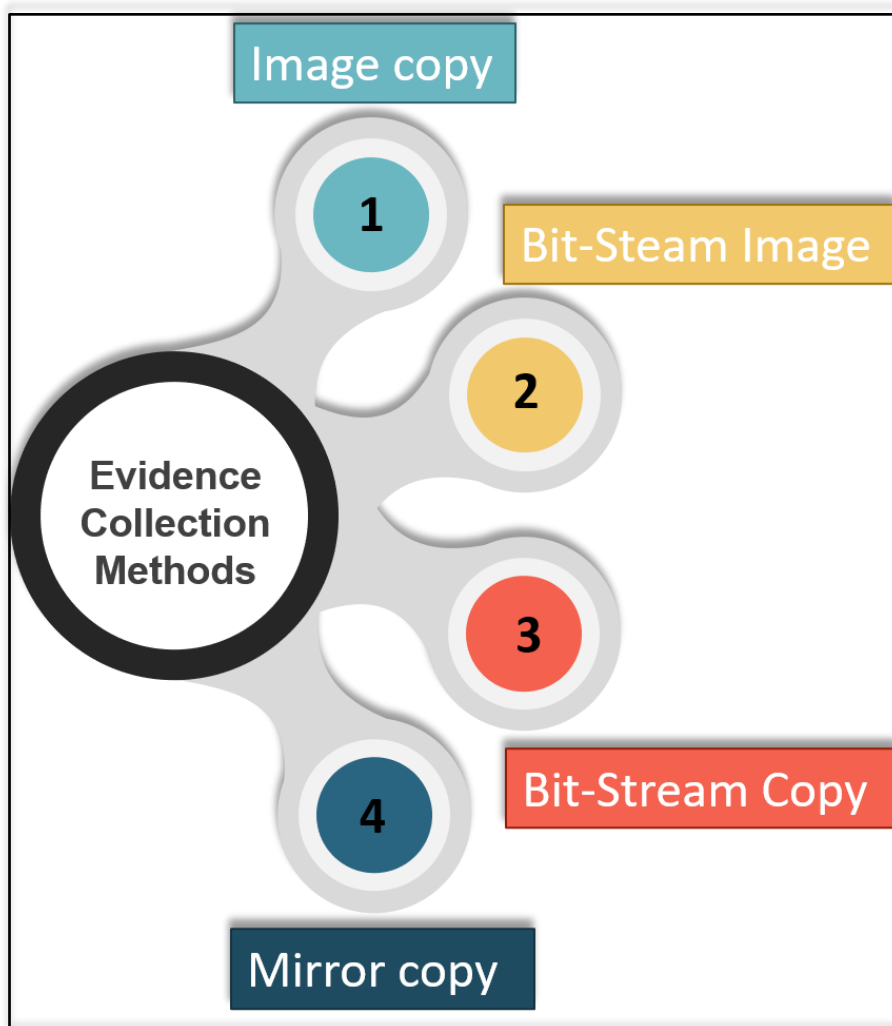 Image copy
1
Bit-Steam Image
2
Evidence
Collection
Methods
3
Bit-Stream Copy
4
Mirror copy